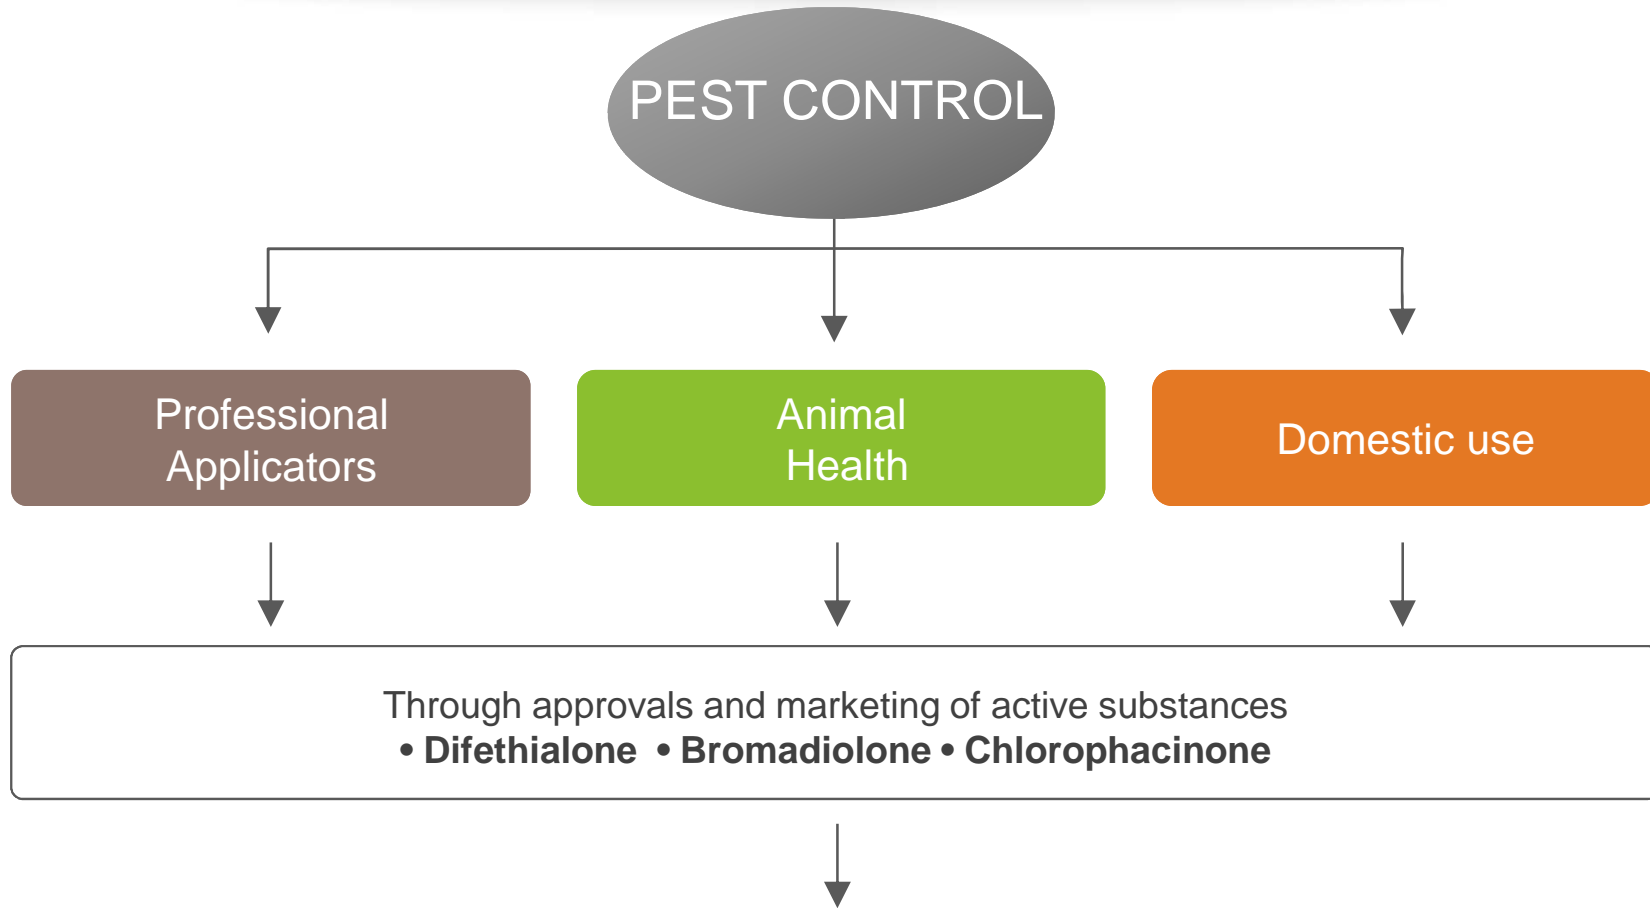 PEST CONTROL
Professional
Applicators
Animal
Health
Domestic use
Through approvals and marketing of active substances
• Difethialone • Bromadiolone • Chlorophacinone